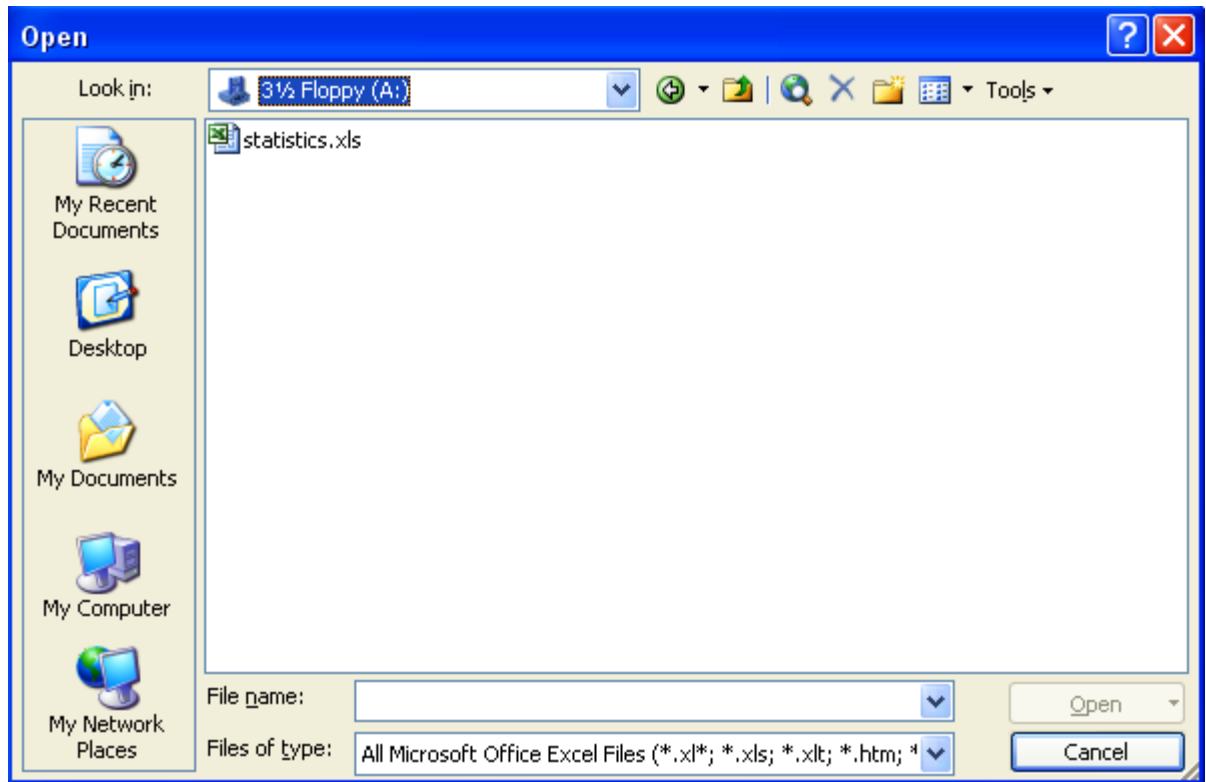 Open
Look in:
3½ Floppy (A:)
Tools
statistics.xls
My Recent
Documents
Desktop
My Documents
My Computer
My Network
Places
File name:
Open
Files of type:
All Microsoft Office Excel Files (*.xl*; *.xls; *.xlt; *.htm; *
Cancel